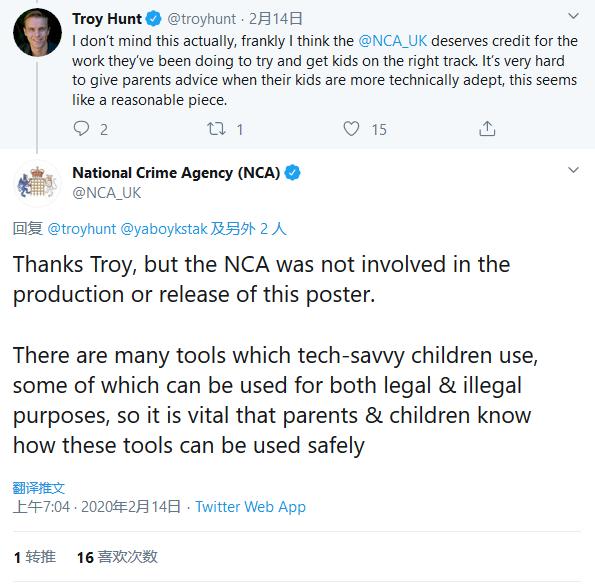 Troy Hunt @troyhunt · 2月14日
I don’t mind this actually, frankly I think the @NCA_UK deserves credit for the
work they’ve been doing to try and get kids on the right track. It’s very hard
to give parents advice when their kids are more technically adept, this seems
like a reasonable piece.
2 1 15
National Crime Agency (NCA)
@NCA_UK
回复 @troyhunt @yaboykstak 及另外 2 人
Thanks Troy, but the NCA was not involved in the
production or release of this poster.
There are many tools which tech-savvy children use,
some of which can be used for both legal & illegal
purposes, so it is vital that parents & children know
how these tools can be used safely
翻译推文
上午7:04 · 2020年2月14日 · Twitter Web App
1 转推 16 喜欢次数